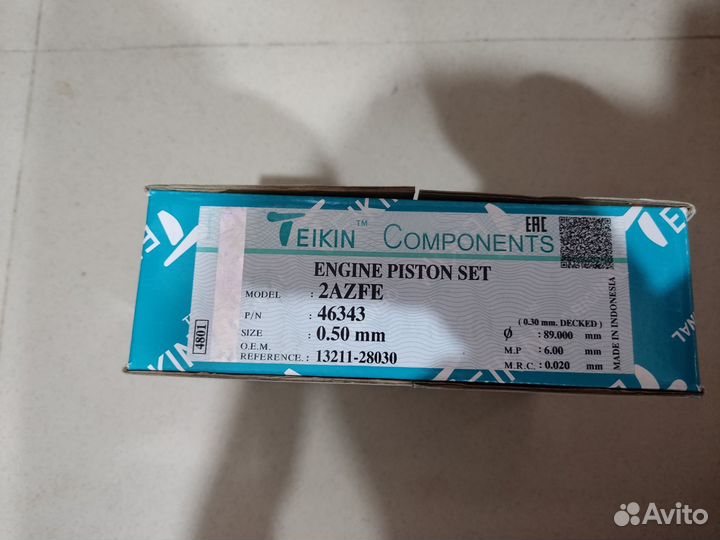 TEIKIN™ COMPONENTS
EAC
ENGINE PISTON SET
MODEL : 2AZFE
P/N : 46343
SIZE : 0.50 mm
O.E.M.
REFERENCE. : 13211-28030
( 0.30 mm. DECKED )
Ø : 89.000 mm
M.P : 6.00 mm
M.R.C. : 0.020 mm
MADE IN INDONESIA
4801
Avito